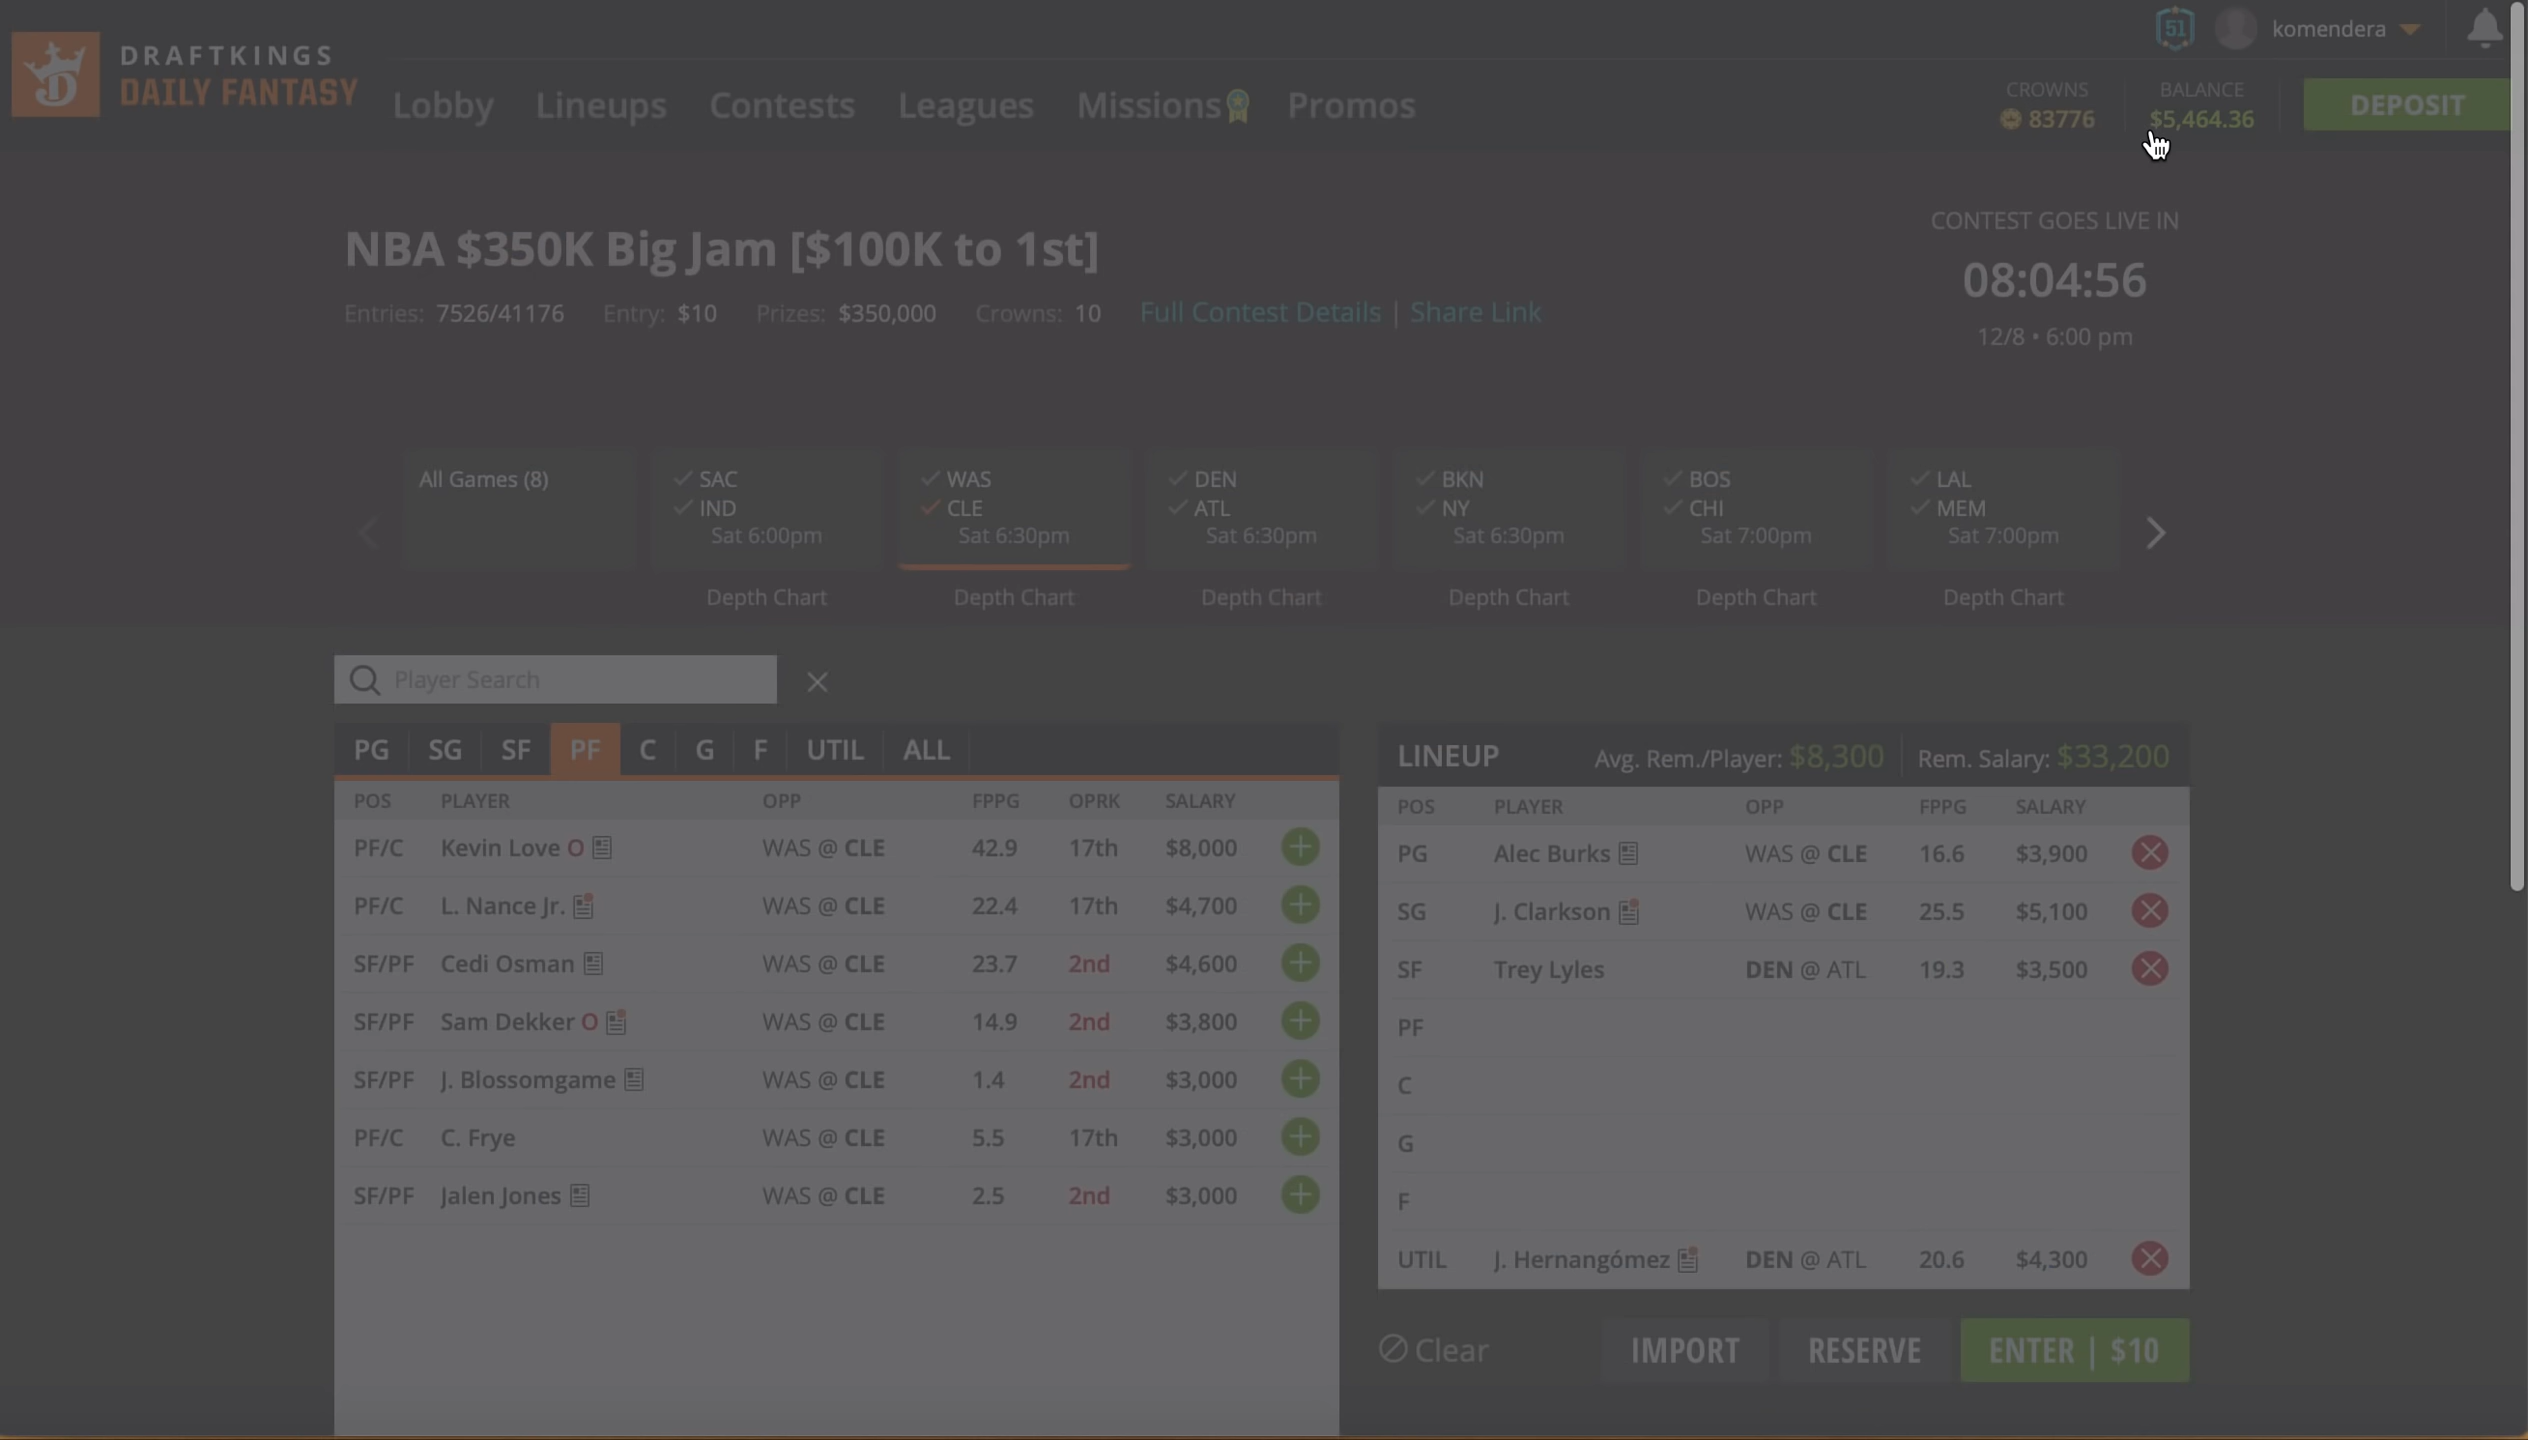 51 komendera
DRAFTKINGS
DAILY FANTASY
Lobby Lineups Contests Leagues Missions Promos
CROWNS BALANCE
83776 $5,464.36
DEPOSIT
NBA $350K Big Jam [$100K to 1st]
Entries: 7526/41176 Entry: $10 Prizes: $350,000 Crowns: 10 Full Contest Details | Share Link
CONTEST GOES LIVE IN
08:04:56
12/8 • 6:00 pm
All Games (8)
SAC
IND
Sat 6:00pm
Depth Chart
WAS
CLE
Sat 6:30pm
Depth Chart
DEN
ATL
Sat 6:30pm
Depth Chart
BKN
NY
Sat 6:30pm
Depth Chart
BOS
CHI
Sat 7:00pm
Depth Chart
LAL
MEM
Sat 7:00pm
Depth Chart
Player Search
PG SG SF PF C G F UTIL ALL
POS PLAYER OPP FPPG OPRK SALARY
PF/C Kevin Love O WAS @ CLE 42.9 17th $8,000
PF/C L. Nance Jr. WAS @ CLE 22.4 17th $4,700
SF/PF Cedi Osman WAS @ CLE 23.7 2nd $4,600
SF/PF Sam Dekker O WAS @ CLE 14.9 2nd $3,800
SF/PF J. Blossomgame WAS @ CLE 1.4 2nd $3,000
PF/C C. Frye WAS @ CLE 5.5 17th $3,000
SF/PF Jalen Jones WAS @ CLE 2.5 2nd $3,000
LINEUP Avg. Rem./Player: $8,300 Rem. Salary: $33,200
POS PLAYER OPP FPPG SALARY
PG Alec Burks WAS @ CLE 16.6 $3,900
SG J. Clarkson WAS @ CLE 25.5 $5,100
SF Trey Lyles DEN @ ATL 19.3 $3,500
PF
C
G
F
UTIL J. Hernangómez DEN @ ATL 20.6 $4,300
Clear IMPORT RESERVE ENTER | $10